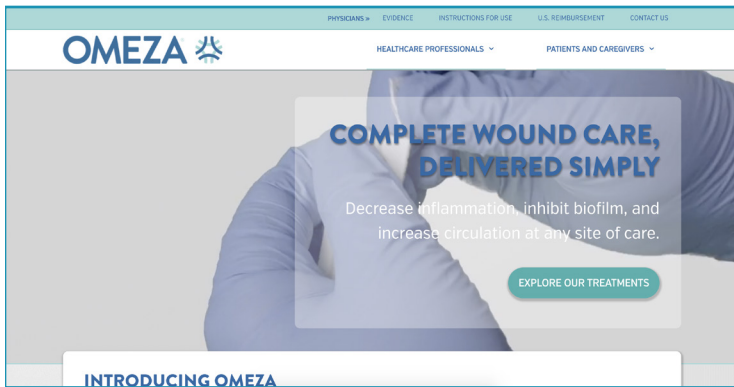 PHYSICIANS » EVIDENCE INSTRUCTIONS FOR USE U.S. REIMBURSEMENT CONTACT US
OMEZA HEALTHCARE PROFESSIONALS PATIENTS AND CAREGIVERS
COMPLETE WOUND CARE,
DELIVERED SIMPLY
Decrease inflammation, inhibit biofilm, and
increase circulation at any site of care.
EXPLORE OUR TREATMENTS
INTRODUCING OMEZA